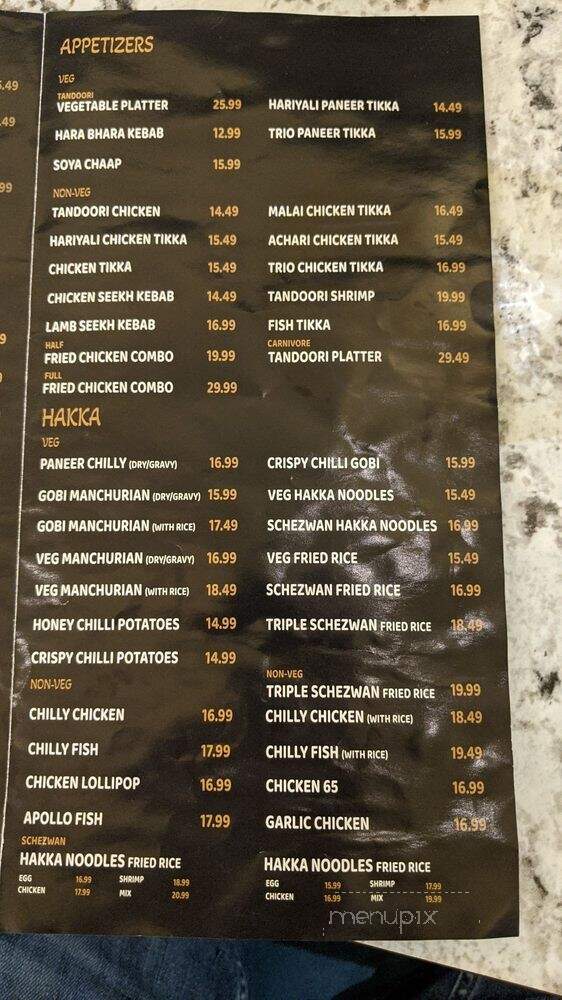 APPETIZERS
VEG
TANDOORI
VEGETABLE PLATTER 25.99
HARA BHARA KEBAB 12.99
SOYA CHAAP 15.99
HARIYALI PANEER TIKKA 14.49
TRIO PANEER TIKKA 15.99
NON-VEG
TANDOORI CHICKEN 14.49
HARIYALI CHICKEN TIKKA 15.49
CHICKEN TIKKA 15.49
CHICKEN SEEKH KEBAB 14.49
LAMB SEEKH KEBAB 16.99
HALF
FRIED CHICKEN COMBO 19.99
FULL
FRIED CHICKEN COMBO 29.99
MALAI CHICKEN TIKKA 16.49
ACHARI CHICKEN TIKKA 15.49
TRIO CHICKEN TIKKA 16.99
TANDOORI SHRIMP 19.99
FISH TIKKA 16.99
CARNIVORE
TANDOORI PLATTER 29.49
HAKKA
VEG
PANEER CHILLY (DRY/GRAVY) 16.99
GOBI MANCHURIAN (DRY/GRAVY) 15.99
GOBI MANCHURIAN (WITH RICE) 17.49
VEG MANCHURIAN (DRY/GRAVY) 16.99
VEG MANCHURIAN (WITH RICE) 18.49
HONEY CHILLI POTATOES 14.99
CRISPY CHILLI POTATOES 14.99
CRISPY CHILLI GOBI 15.99
VEG HAKKA NOODLES 15.49
SCHEZWAN HAKKA NOODLES 16.99
VEG FRIED RICE 15.49
SCHEZWAN FRIED RICE 16.99
TRIPLE SCHEZWAN FRIED RICE 18.49
NON-VEG
CHILLY CHICKEN 16.99
CHILLY FISH 17.99
CHICKEN LOLLIPOP 16.99
APOLLO FISH 17.99
SCHEZWAN
HAKKA NOODLES FRIED RICE
EGG 16.99 SHRIMP 18.99
CHICKEN 17.99 MIX 20.99
NON-VEG
TRIPLE SCHEZWAN FRIED RICE 19.99
CHILLY CHICKEN (WITH RICE) 18.49
CHILLY FISH (WITH RICE) 19.49
CHICKEN 65 16.99
GARLIC CHICKEN 16.99
HAKKA NOODLES FRIED RICE
EGG 15.99 SHRIMP 17.99
CHICKEN 16.99 MIX 19.99
menupix